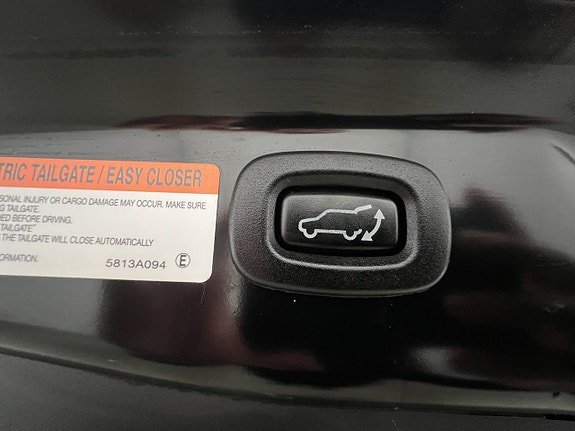 TRIC TAILGATE / EASY CLOSER
SONAL INJURY OR CARGO DAMAGE MAY OCCUR. MAKE SURE
G TAILGATE.
ED BEFORE DRIVING.
TAILGATE"
THE TAILGATE WILL CLOSE AUTOMATICALLY
ORMATION.
5813A094 E